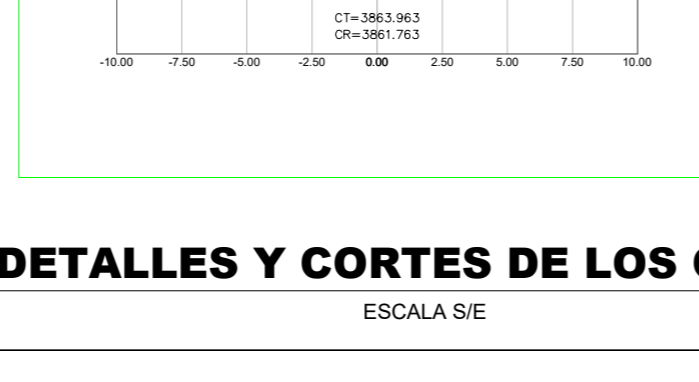 CT=3863.963
CR=3861.763
-10.00 -7.50 -5.00 -2.50 0.00 2.50 5.00 7.50 10.00
DETALLES Y CORTES DE LOS
ESCALA S/E